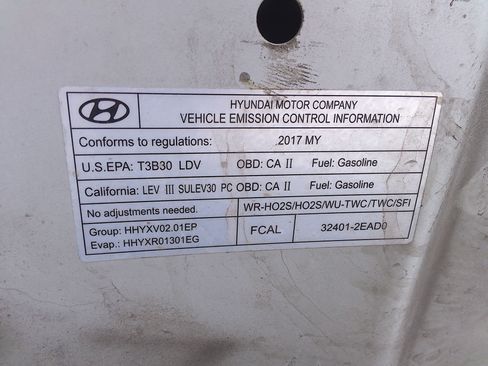 HYUNDAI MOTOR COMPANY
VEHICLE EMISSION CONTROL INFORMATION
Conforms to regulations: 2017 MY
U.S.EPA: T3B30 LDV OBD: CA II Fuel: Gasoline
California: LEV III SULEV30 PC OBD: CA II Fuel: Gasoline
No adjustments needed. WR-HO2S/HO2S/WU-TWC/TWC/SFI
Group: HHYXV02.01EP
Evap.: HHYXR01301EG
FCAL 32401-2EAD0